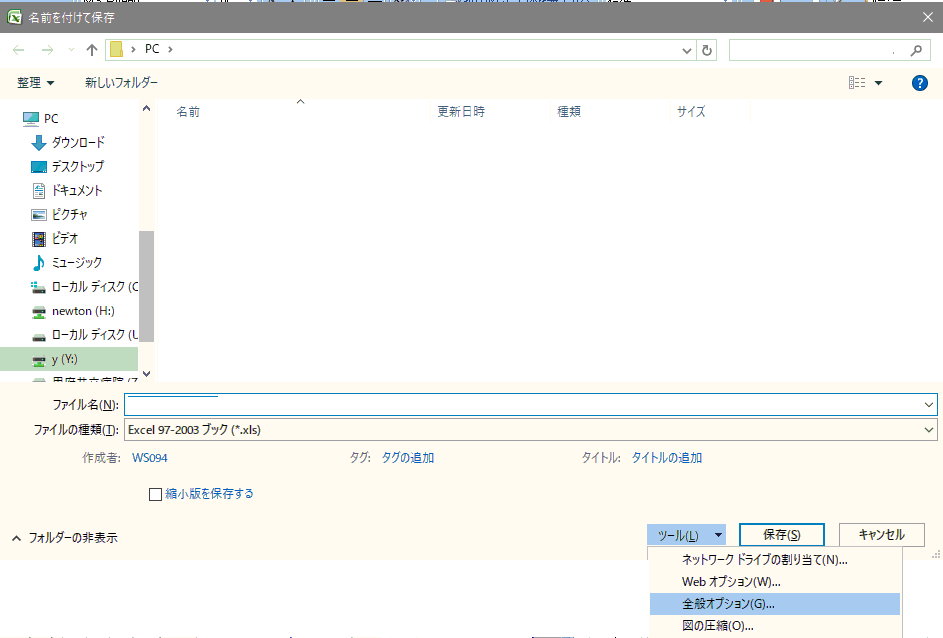 名前を付けて保存
PC
整理
新しいフォルダー
名前 更新日時 種類 サイズ
PC
ダウンロード
デスクトップ
ドキュメント
ピクチャ
ビデオ
ミュージック
ローカル ディスク (C
newton (H:)
ローカル ディスク (U
y (Y:)
ファイル名(N):
ファイルの種類(T): Excel 97-2003 ブック (*.xls)
作成者: WS094 タグ: タグの追加 タイトル: タイトルの追加
縮小版を保存する
フォルダーの非表示 ツール(L) 保存(S) キャンセル
ネットワーク ドライブの割り当て(N)...
Web オプション(W)...
全般オプション(G)...
図の圧縮(O)...